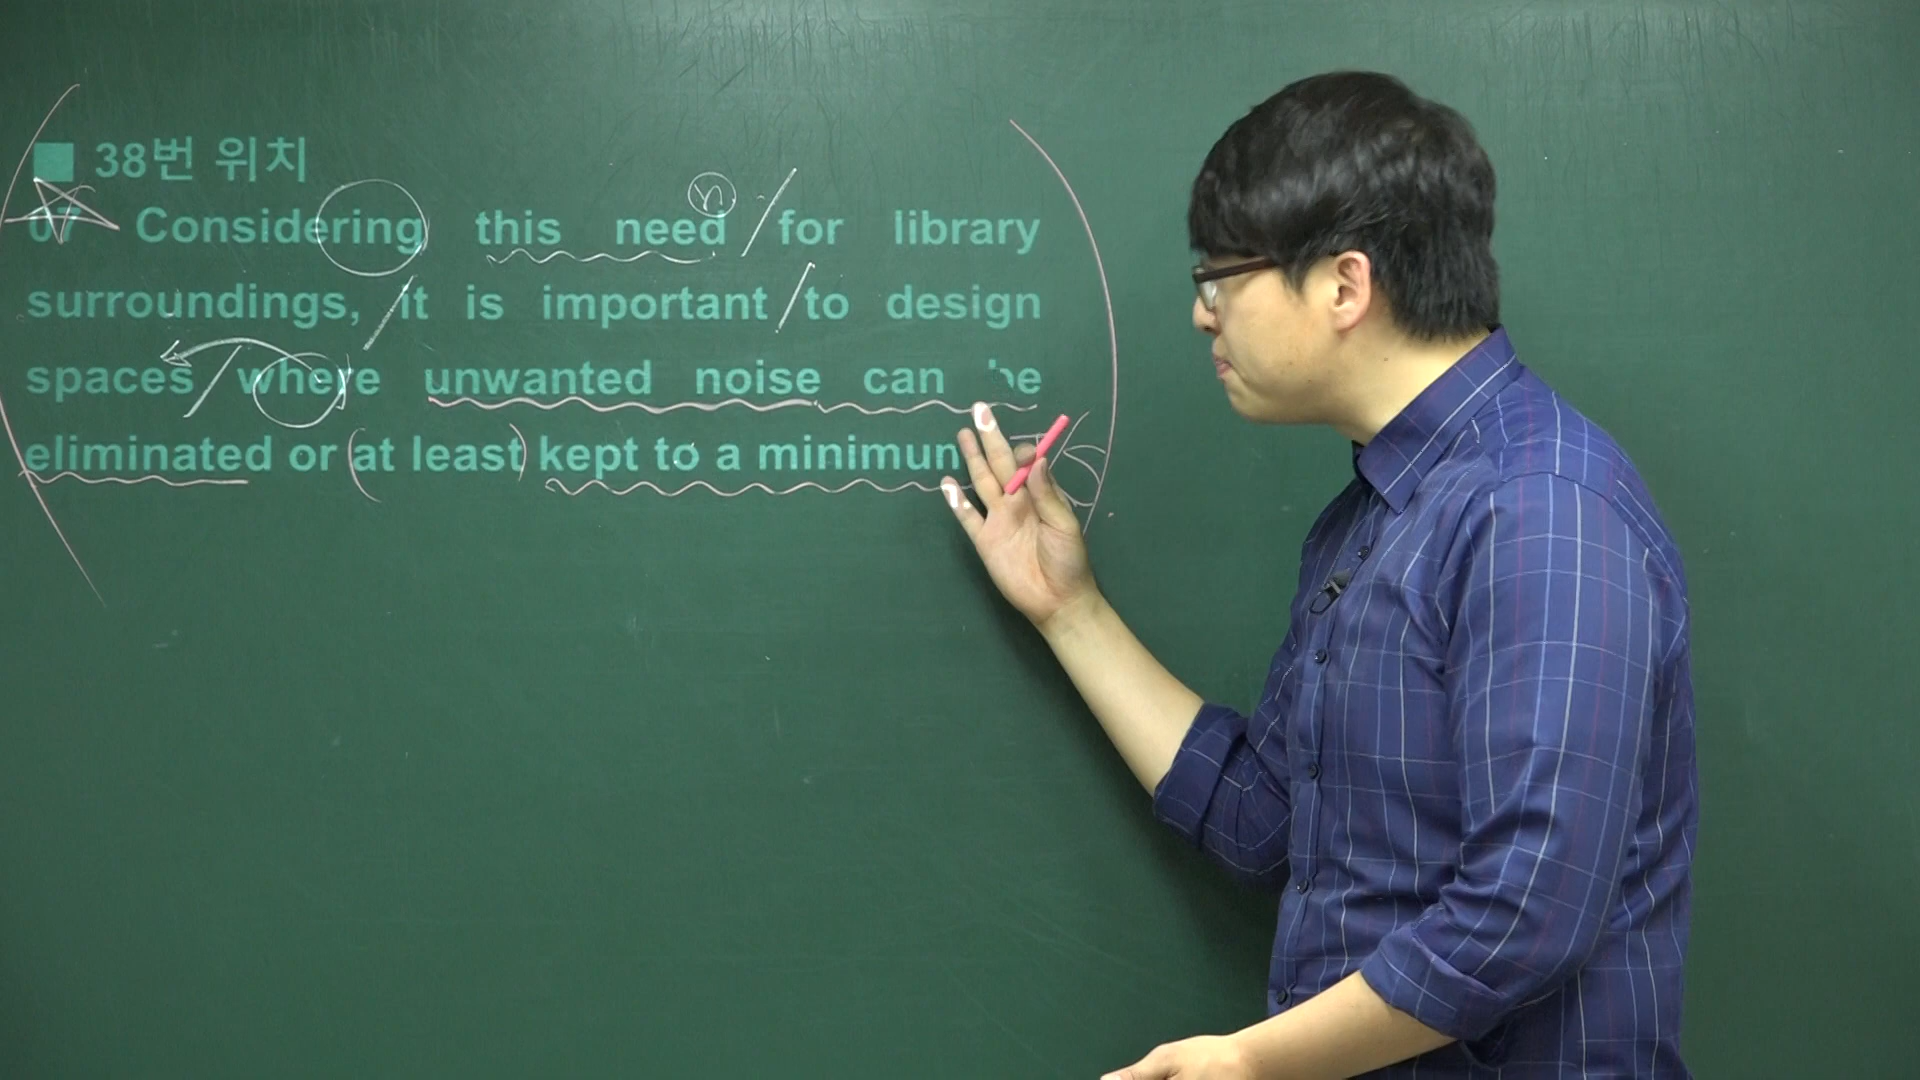 ■ 38번 위치
07 Considering this need for library
surroundings, it is important to design
spaces where unwanted noise can be
eliminated or (at least) kept to a minimum
n